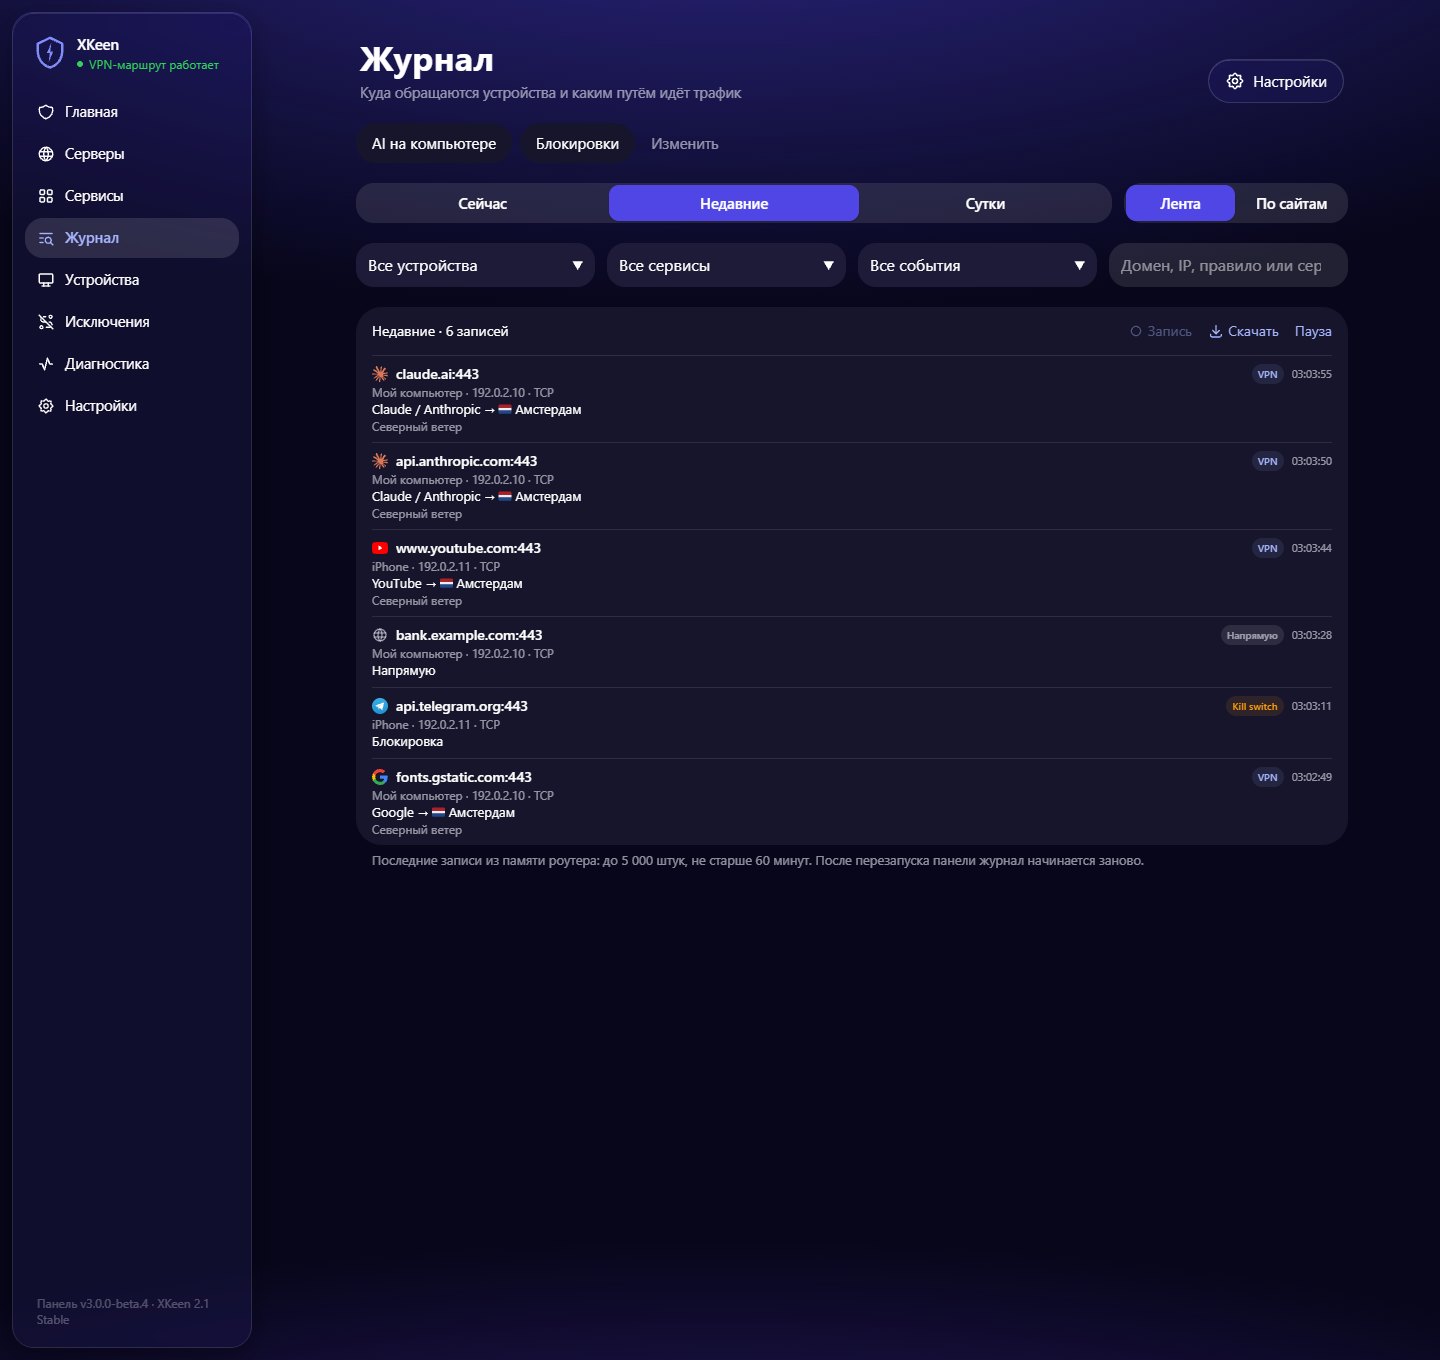 XKeen
VPN-маршрут работает
Главная
Серверы
Сервисы
Журнал
Устройства
Исключения
Диагностика
Настройки
Панель v3.0.0-beta.4 · XKeen 2.1
Stable
Журнал
Куда обращаются устройства и каким путём идёт трафик
Настройки
AI на компьютере Блокировки Изменить
Сейчас Недавние Сутки Лента По сайтам
Все устройства ▼ Все сервисы ▼ Все события ▼ Домен, IP, правило или сер
Недавние · 6 записей Запись Скачать Пауза
claude.ai:443 VPN 03:03:55
Мой компьютер · 192.0.2.10 · TCP
Claude / Anthropic → Амстердам
Северный ветер
api.anthropic.com:443 VPN 03:03:50
Мой компьютер · 192.0.2.10 · TCP
Claude / Anthropic → Амстердам
Северный ветер
www.youtube.com:443 VPN 03:03:44
iPhone · 192.0.2.11 · TCP
YouTube → Амстердам
Северный ветер
bank.example.com:443 Напрямую 03:03:28
Мой компьютер · 192.0.2.10 · TCP
Напрямую
api.telegram.org:443 Kill switch 03:03:11
iPhone · 192.0.2.11 · TCP
Блокировка
fonts.gstatic.com:443 VPN 03:02:49
Мой компьютер · 192.0.2.10 · TCP
Google → Амстердам
Северный ветер
Последние записи из памяти роутера: до 5 000 штук, не старше 60 минут. После перезапуска панели журнал начинается заново.